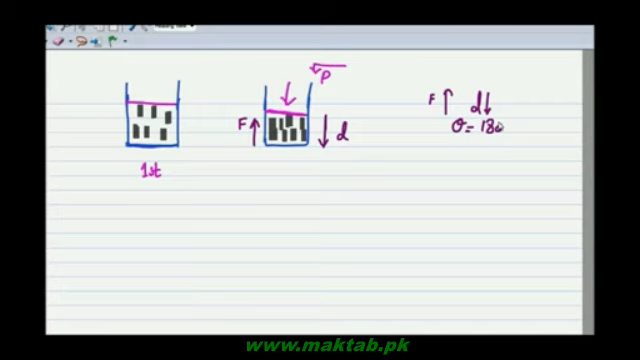 P
F d
F d
θ = 180
1st
www.maktab.pk